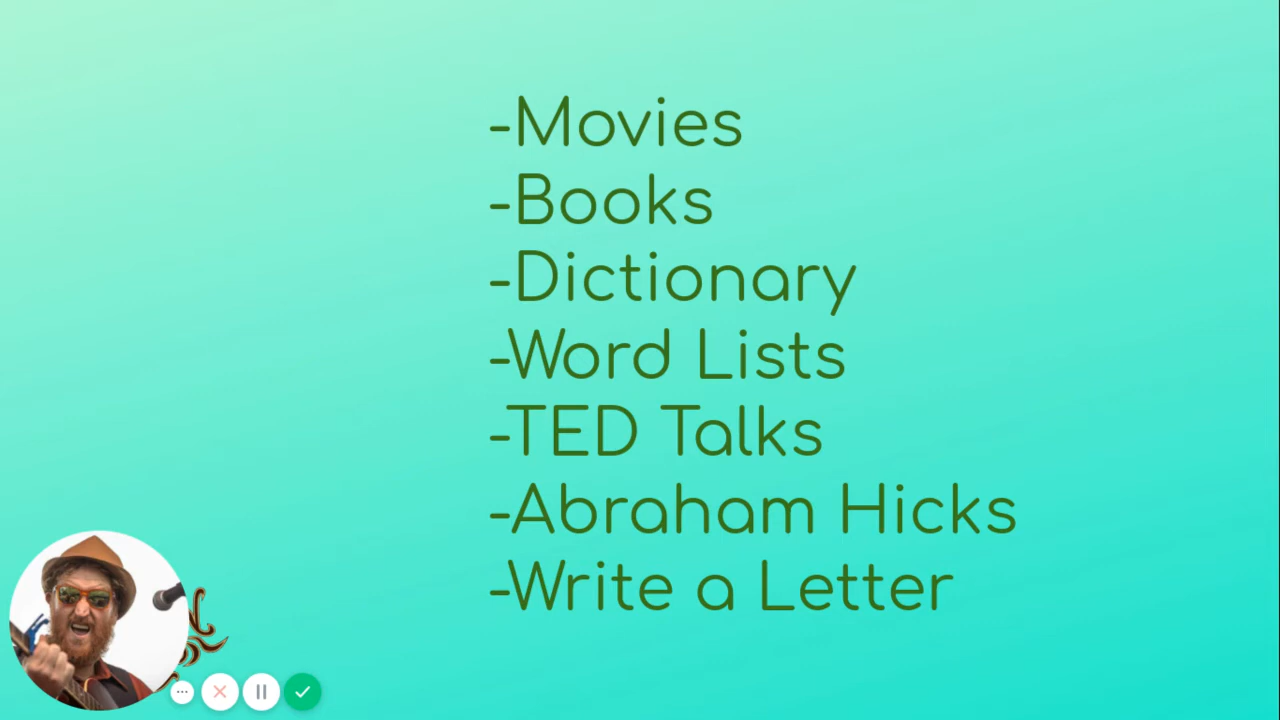 -Movies
-Books
-Dictionary
-Word Lists
-TED Talks
-Abraham Hicks
-Write a Letter